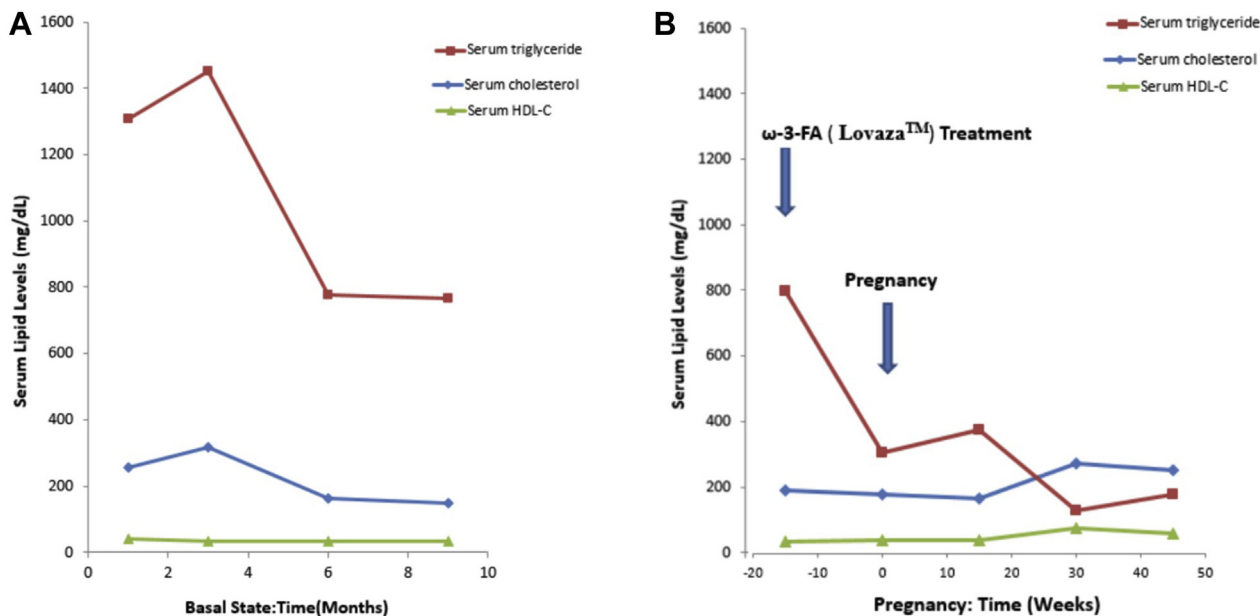 A
1600
1400
1200
1000
800
600
400
200
0
Serum Lipid Levels (mg/dL)
Serum triglyceride
Serum cholesterol
Serum HDL-C
0 2 4 6 8 10
Basal State:Time(Months)
B
1600
1400
1200
1000
800
600
400
200
0
Serum Lipid Levels (mg/dL)
Serum triglyceride
Serum cholesterol
Serum HDL-C
ω-3-FA ( Lovaza™) Treatment
Pregnancy
-20 -10 0 10 20 30 40 50
Pregnancy: Time (Weeks)